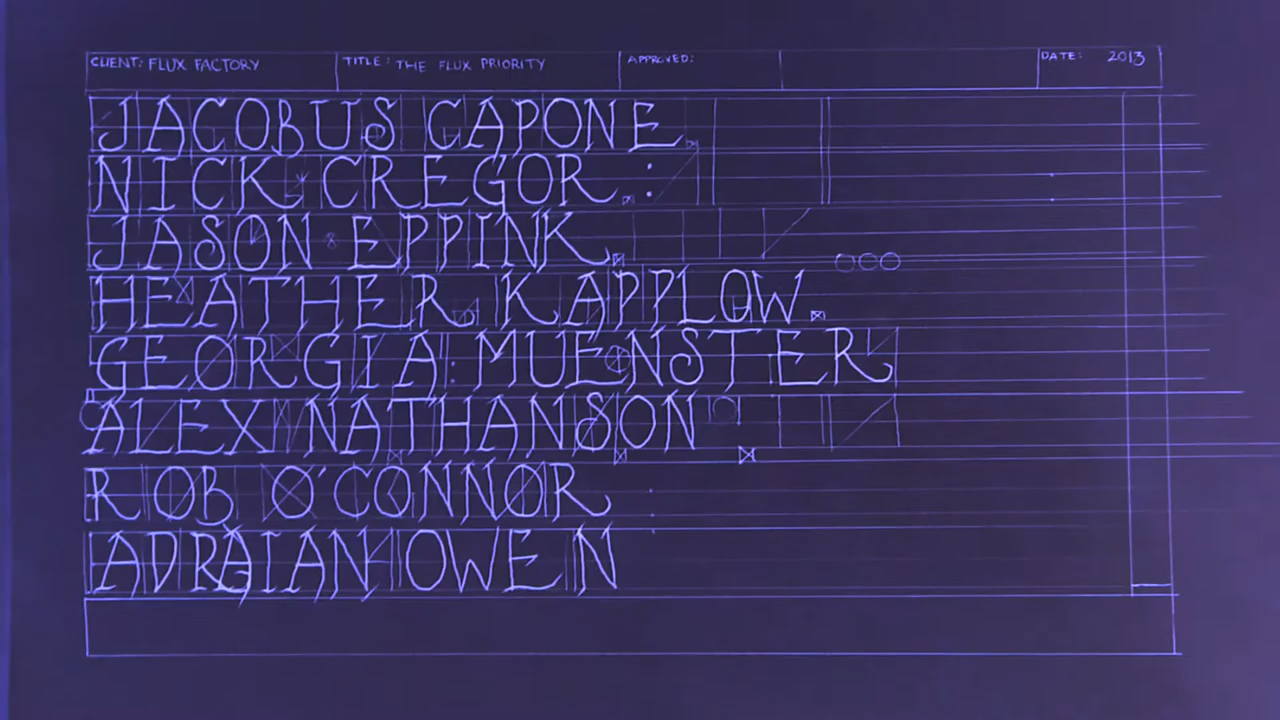 CLIENT: FLUX FACTORY TITLE: THE FLUX PRIORITY APPROVED: DATE: 2013
JACOBUS CAPONE
NICK CREGOR :
JASON EPPINK
HEATHER KAPPLOW
GEORGIA MUENSTER
ALEX NATHANSON
ROB O'CONNOR
ADRAIAN OWEN